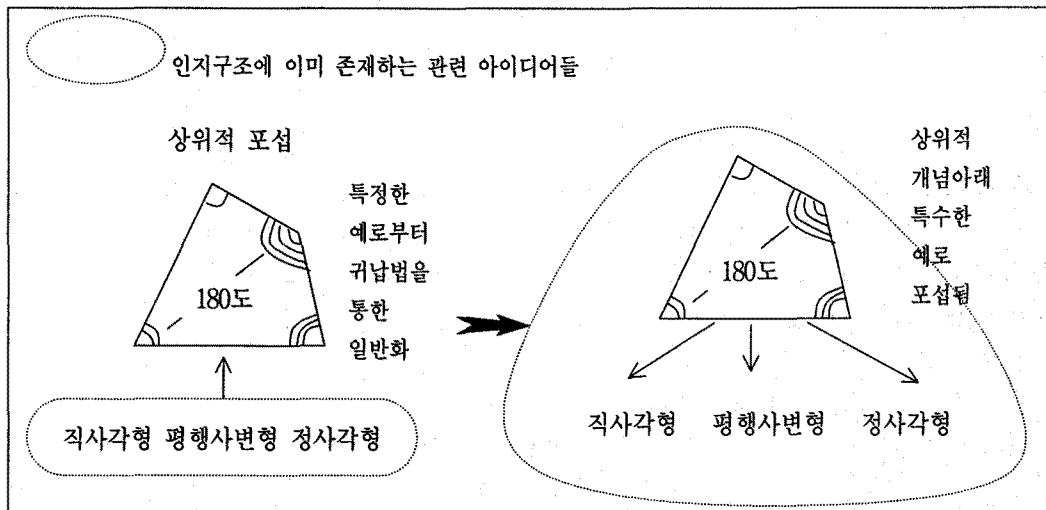 인지구조에 이미 존재하는 관련 아이디어들
상위적 포섭
특정한
예로부터
귀납법을
통한
일반화
180도
직사각형 평행사변형 정사각형
상위적
개념아래
특수한
예로
포섭됨
180도
직사각형 평행사변형 정사각형